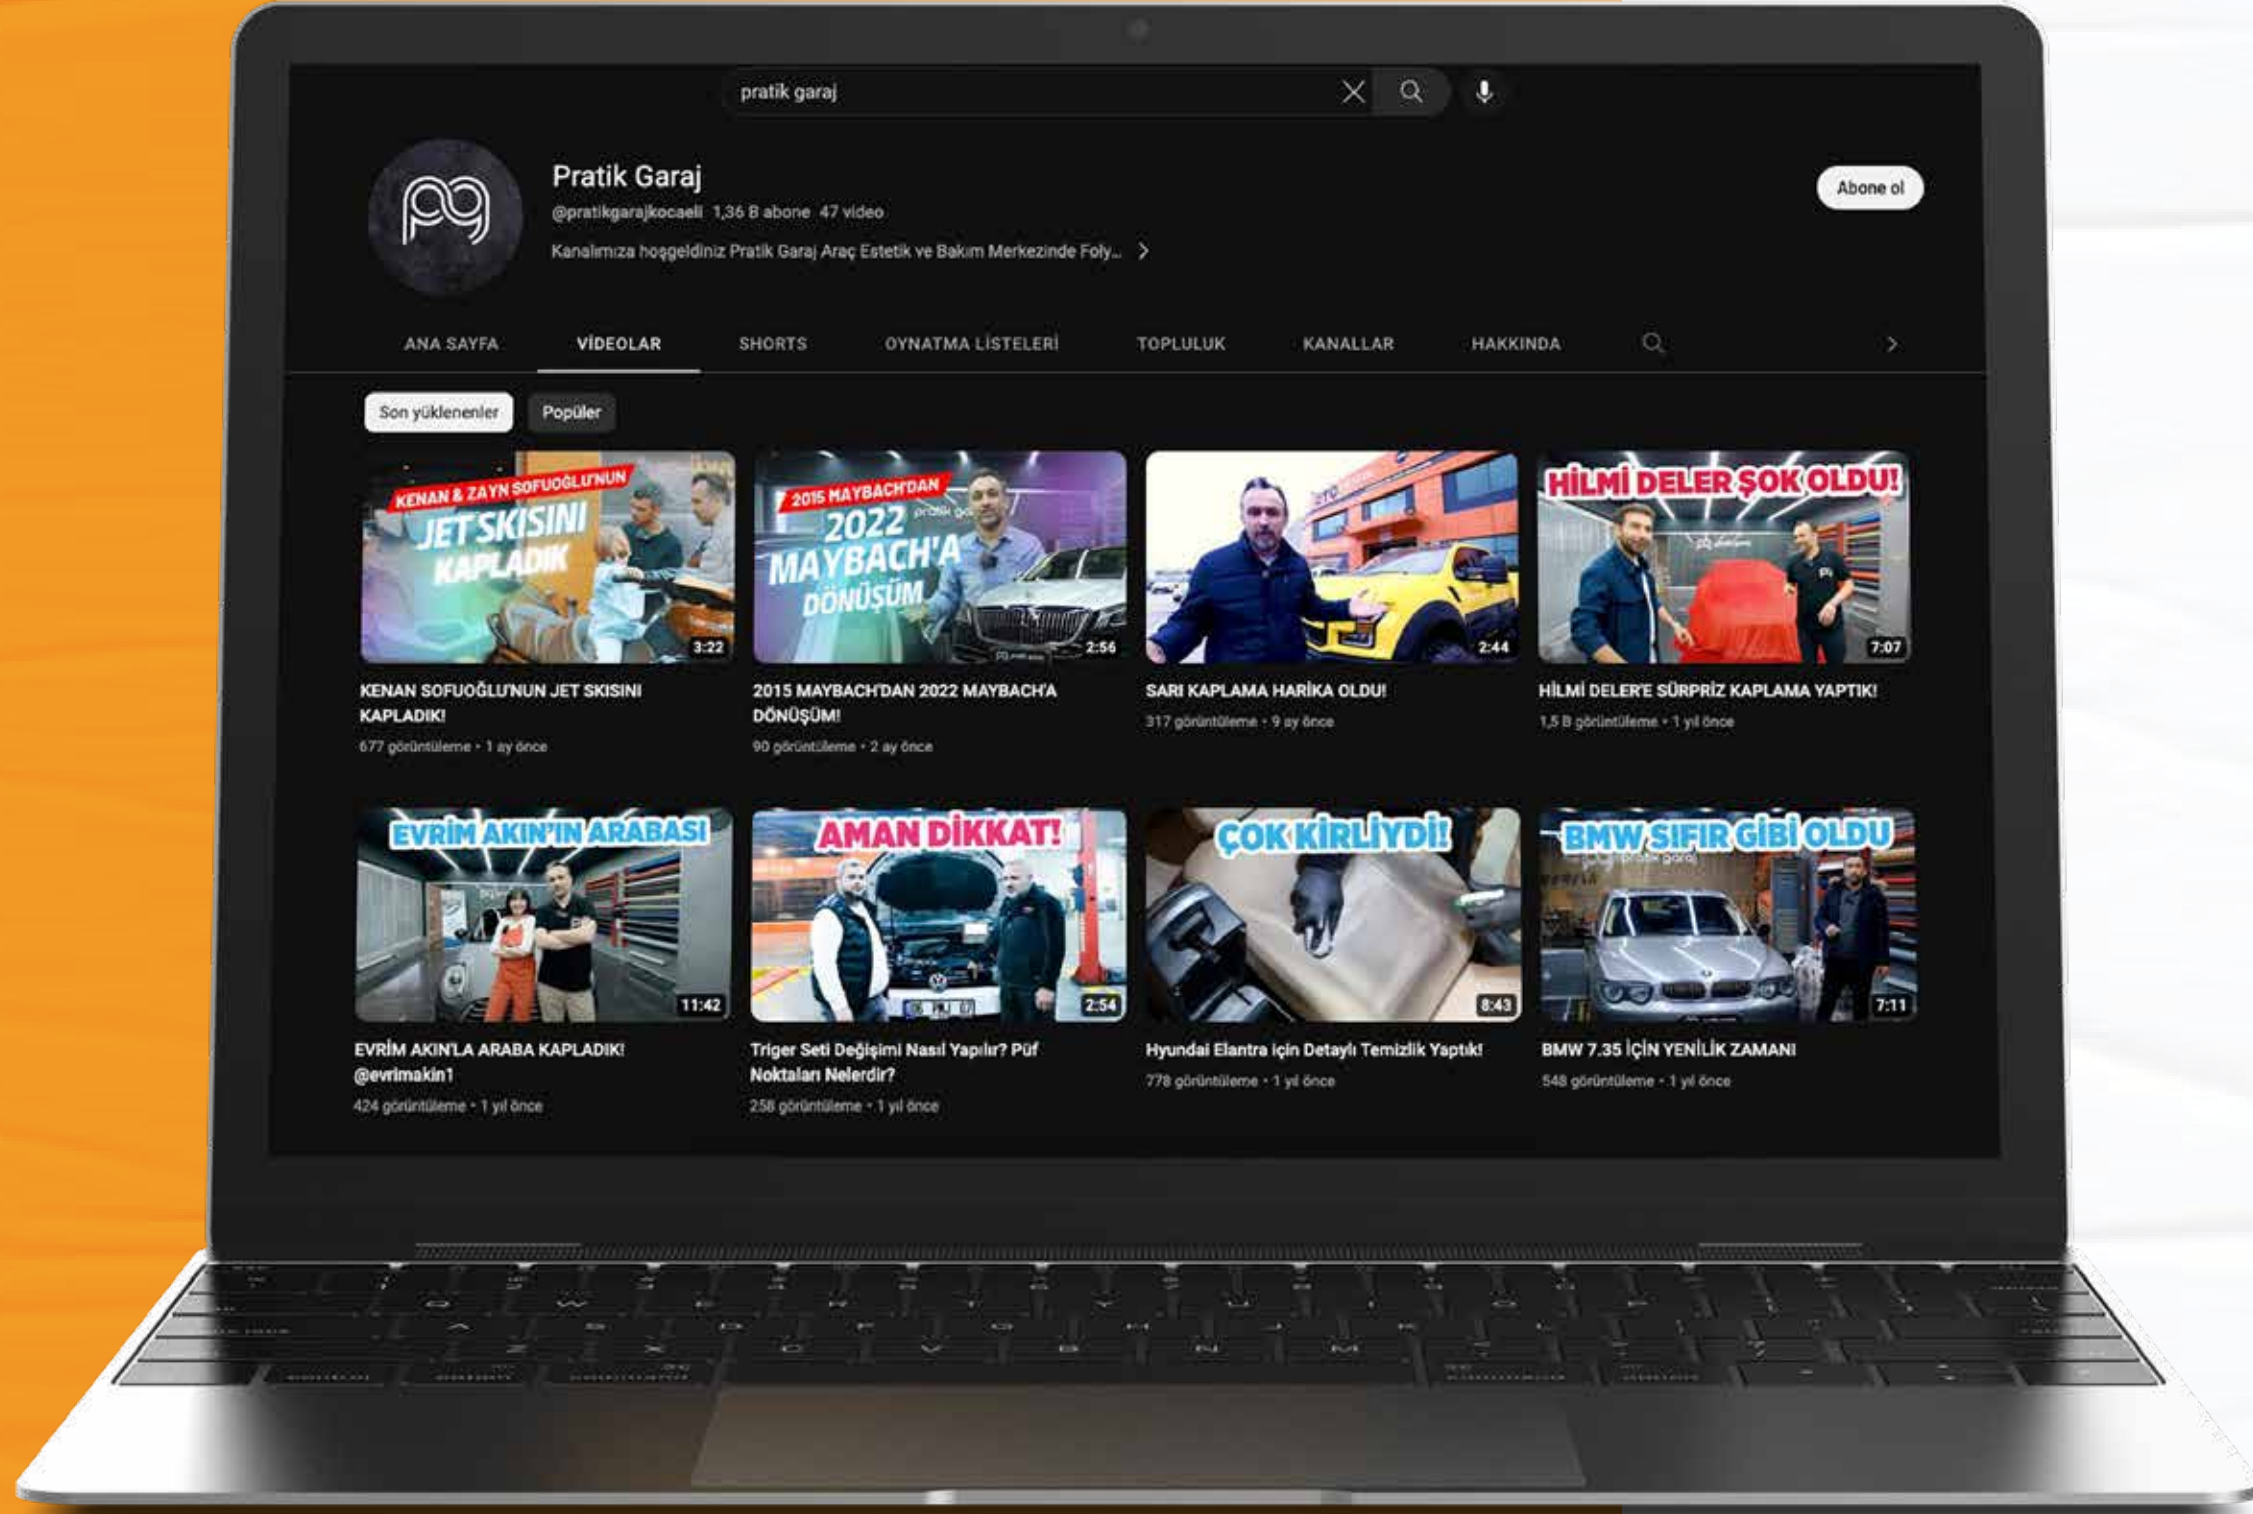 pratik garaj
Pratik Garaj
@pratikgarajkocaeli 1,36 B abone 47 video
Kanalımıza hoşgeldiniz Pratik Garaj Araç Estetik ve Bakım Merkezinde Foly...
Abone ol
ANA SAYFA VİDEOLAR SHORTS OYNATMA LİSTELERİ TOPLULUK KANALLAR HAKKINDA
Son yüklenenler Popüler
KENAN & ZAYN SOFUOĞLU'NUN
JET SKISINI
KAPLADIK
3:22
KENAN SOFUOĞLU'NUN JET SKISINI
KAPLADIK!
677 görüntüleme • 1 ay önce
2015 MAYBACH'DAN
2022
MAYBACH'A
DÖNÜŞÜM
2:56
2015 MAYBACH'DAN 2022 MAYBACH'A
DÖNÜŞÜM!
90 görüntüleme • 2 ay önce
2:44
SARI KAPLAMA HARİKA OLDU!
317 görüntüleme • 9 ay önce
HİLMİ DELER ŞOK OLDU!
7:07
HİLMİ DELER'E SÜRPRİZ KAPLAMA YAPTIK!
1,5 B görüntüleme • 1 yıl önce
EVRİM AKIN'IN ARABASI
11:42
EVRİM AKIN'LA ARABA KAPLADIK!
@evrimakin1
424 görüntüleme • 1 yıl önce
AMAN DİKKAT!
2:54
Triger Seti Değişimi Nasıl Yapılır? Püf
Noktaları Nelerdir?
258 görüntüleme • 1 yıl önce
ÇOK KİRLİYDİ!
8:43
Hyundai Elantra için Detaylı Temizlik Yaptık!
778 görüntüleme • 1 yıl önce
BMW SIFIR GİBİ OLDU
pratik garaj
7:11
BMW 7.35 İÇİN YENİLİK ZAMANI
548 görüntüleme • 1 yıl önce